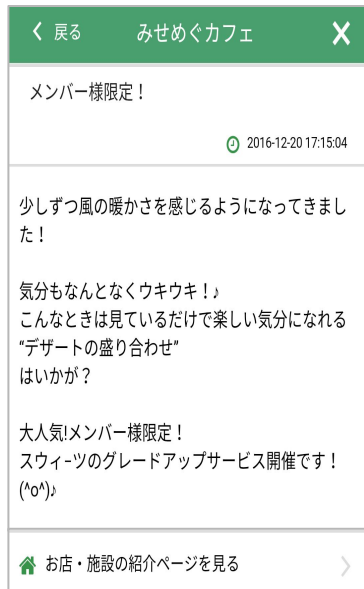 戻る みせめぐカフェ
メンバー様限定！
2016-12-20 17:15:04
少しずつ風の暖かさを感じるようになってきまし
た！
気分もなんとなくウキウキ！♪
こんなときは見ているだけで楽しい気分になれる
“デザートの盛り合わせ”
はいかが？
大人気!メンバー様限定！
スウィｰツのグレードアップサービス開催です！
(^o^)♪
お店・施設の紹介ページを見る